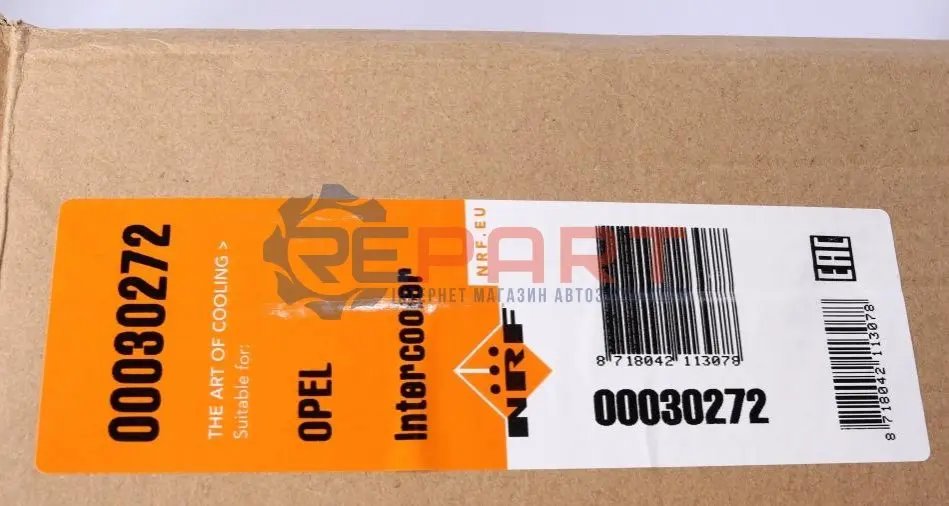 00030272
THE ART OF COOLING >
Suitable for:
OPEL
Intercooler
NRF.EU
NRF
REPART
ІНТЕРНЕТ МАГАЗИН
8 718042 113078
00030272
EAC
8 718042 113078